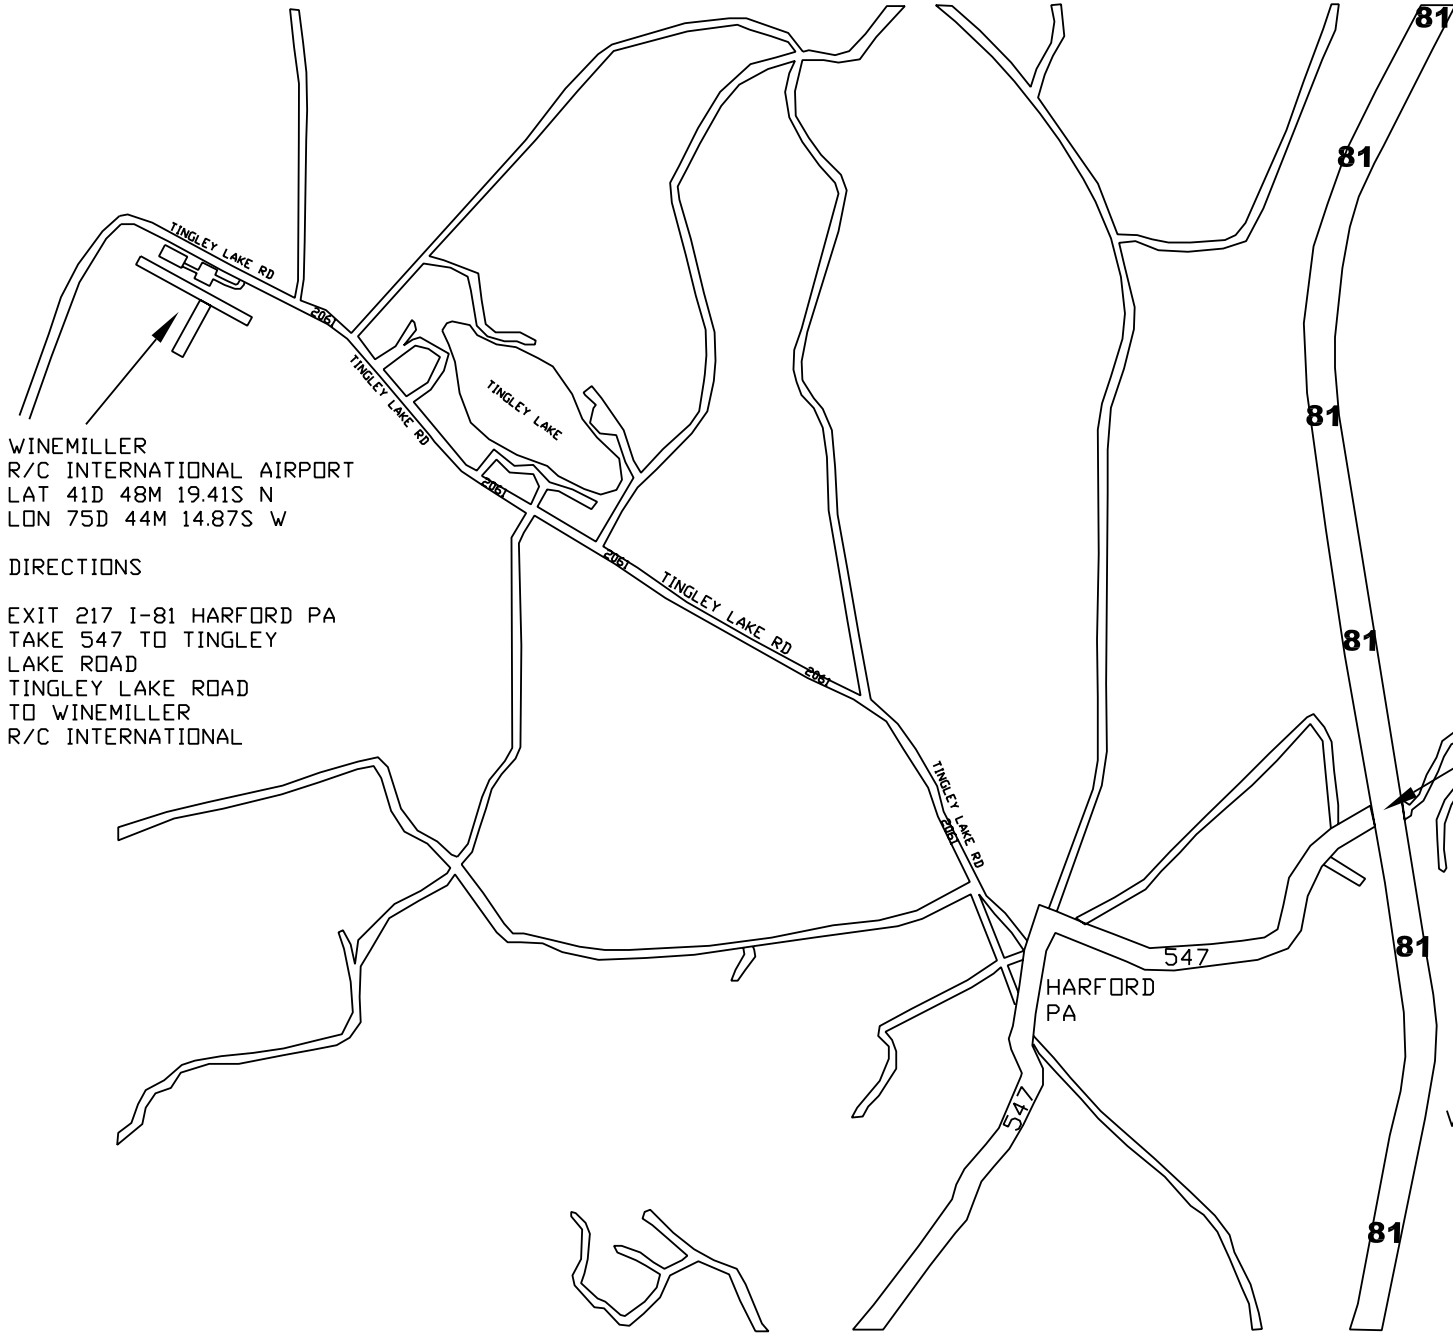 81
81
TINGLEY LAKE RD
2061
TINGLEY LAKE RD
TINGLEY LAKE
81
WINEMILLER
R/C INTERNATIONAL AIRPORT
LAT 41D 48M 19.41S N
LON 75D 44M 14.87S W
2061
DIRECTIONS
2061
TINGLEY LAKE RD
EXIT 217 I-81 HARFORD PA
TAKE 547 TO TINGLEY
LAKE ROAD
TINGLEY LAKE ROAD
TO WINEMILLER
R/C INTERNATIONAL
81
2061
TINGLEY LAKE RD
2061
81
547
HARFORD
PA
547
81